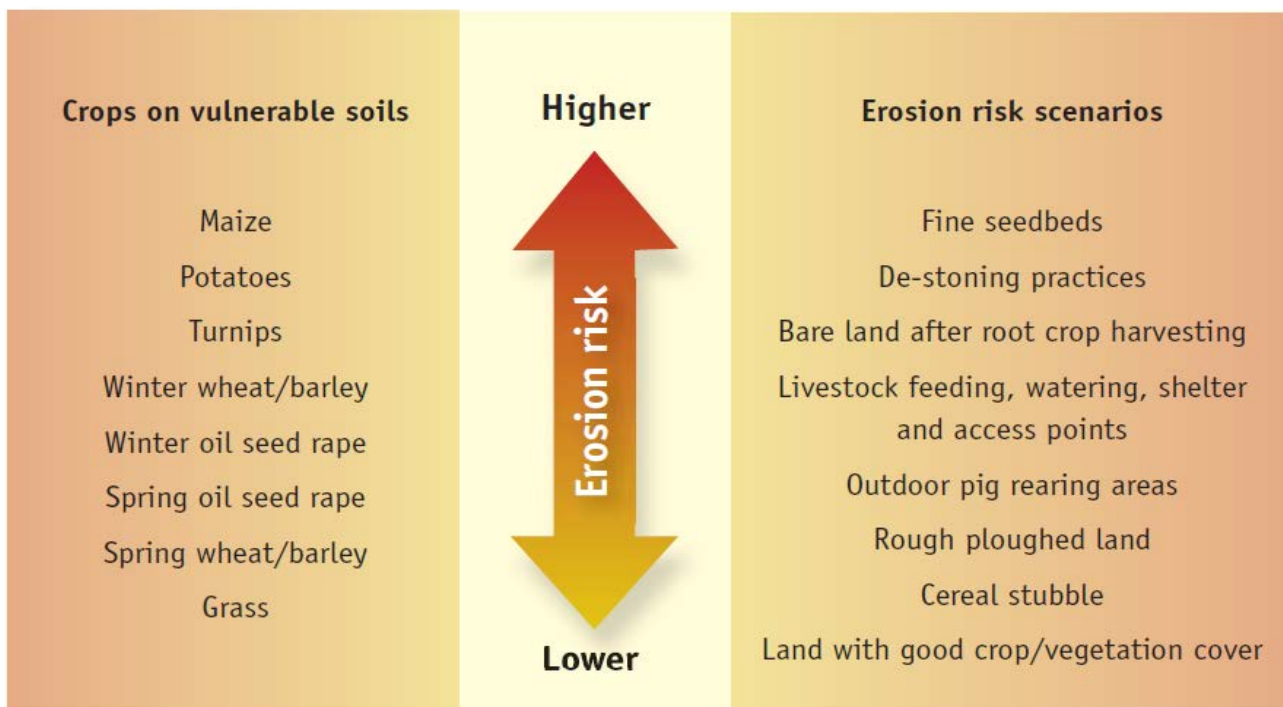 Crops on vulnerable soils
Maize
Potatoes
Turnips
Winter wheat/barley
Winter oil seed rape
Spring oil seed rape
Spring wheat/barley
Grass
Higher
Erosion risk
Lower
Erosion risk scenarios
Fine seedbeds
De-stoning practices
Bare land after root crop harvesting
Livestock feeding, watering, shelter
and access points
Outdoor pig rearing areas
Rough ploughed land
Cereal stubble
Land with good crop/vegetation cover